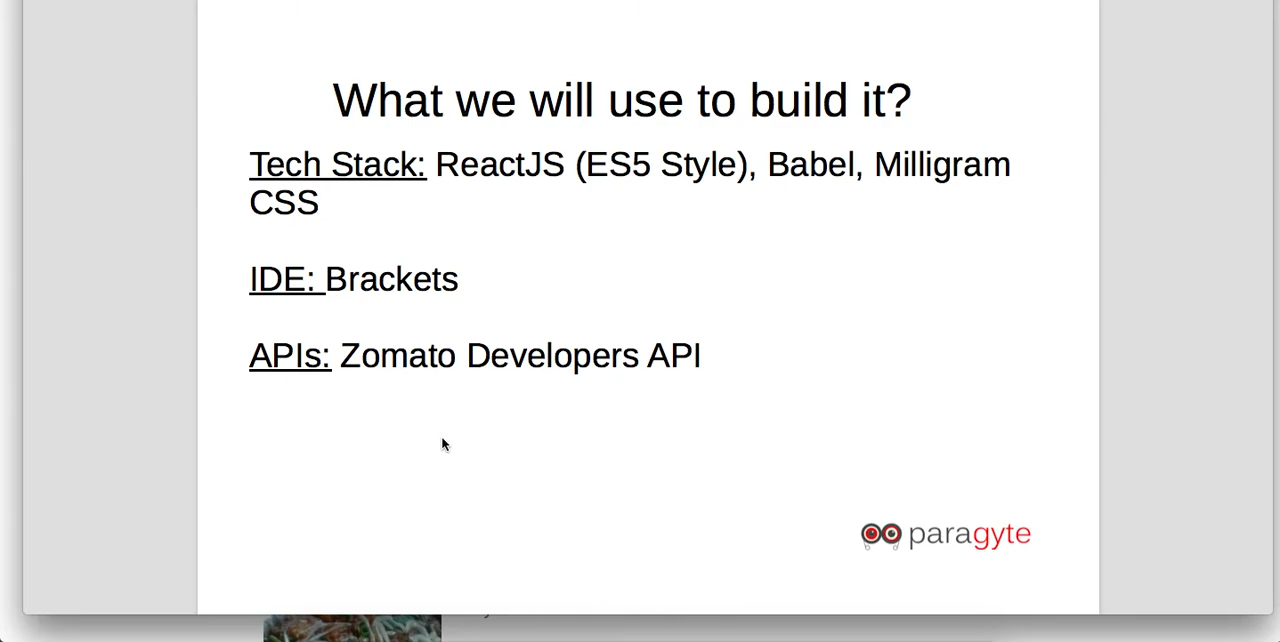 What we will use to build it?
Tech Stack: ReactJS (ES5 Style), Babel, Milligram
CSS
IDE: Brackets
APIs: Zomato Developers API
paragyte